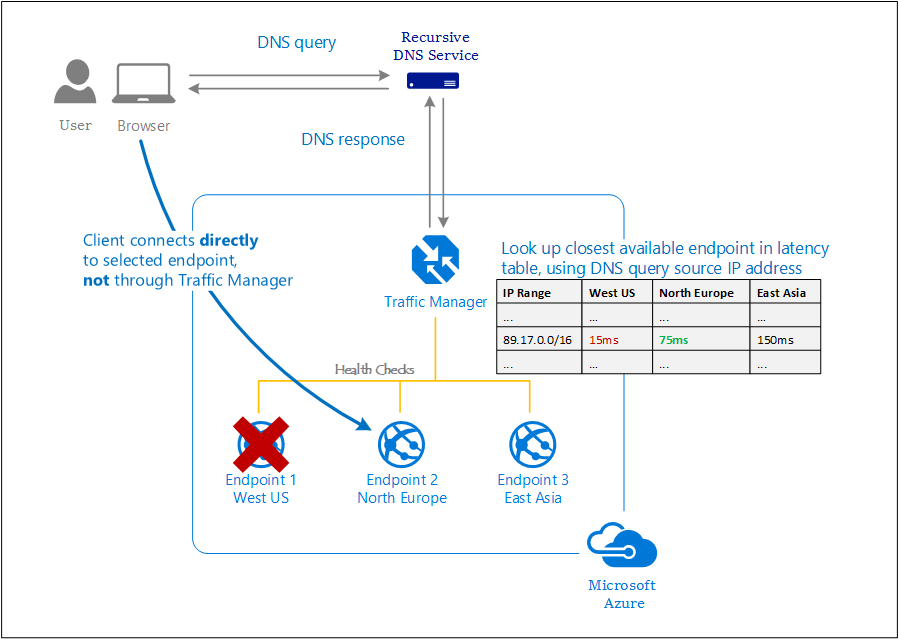 DNS query
Recursive
DNS Service
User
Browser
DNS response
Client connects directly
to selected endpoint,
not through Traffic Manager
Traffic Manager
Look up closest available endpoint in latency
table, using DNS query source IP address
IP Range West US North Europe East Asia
... ... ... ...
89.17.0.0/16 15ms 75ms 150ms
... ... ... ...
Health Checks
Endpoint 1
West US
Endpoint 2
North Europe
Endpoint 3
East Asia
Microsoft
Azure